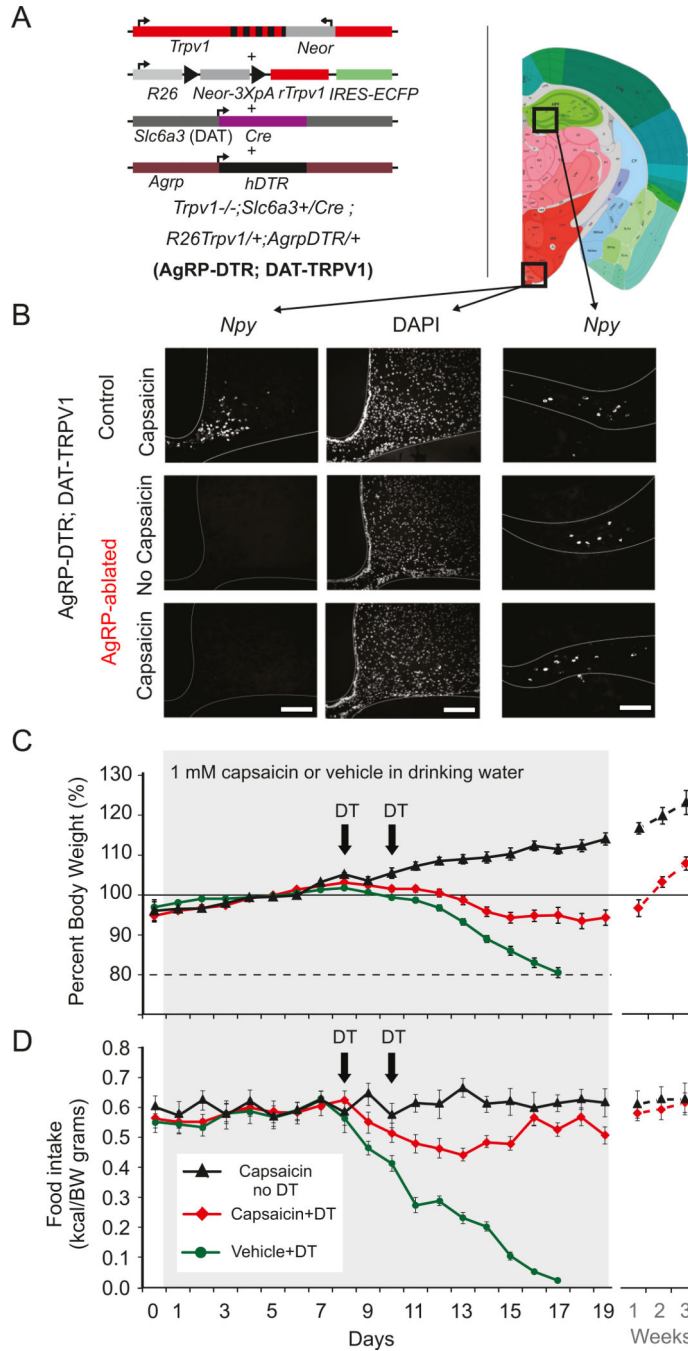 A
Trpv1 Neor
+
R26 Neor-3XpA rTrpv1 IRES-ECFP
+
Slc6a3 (DAT) Cre
+
Agrp hDTR
Trpv1-/-;Slc6a3+/Cre ;
R26Trpv1/+;AgrpDTR/+
(AgRP-DTR; DAT-TRPV1)
B
Npy DAPI Npy
AgRP-DTR; DAT-TRPV1
Control
Capsaicin
AgRP-ablated
No Capsaicin
Capsaicin
C
1 mM capsaicin or vehicle in drinking water
Percent Body Weight (%)
130
120
110
100
90
80
DT DT
D
Food intake
(kcal/BW grams)
0.8
0.7
0.6
0.5
0.4
0.3
0.2
0.1
0.0
DT DT
Capsaicin
no DT
Capsaicin+DT
Vehicle+DT
0 1 3 5 7 9 11 13 15 17 19 1 2 3
Days Weeks